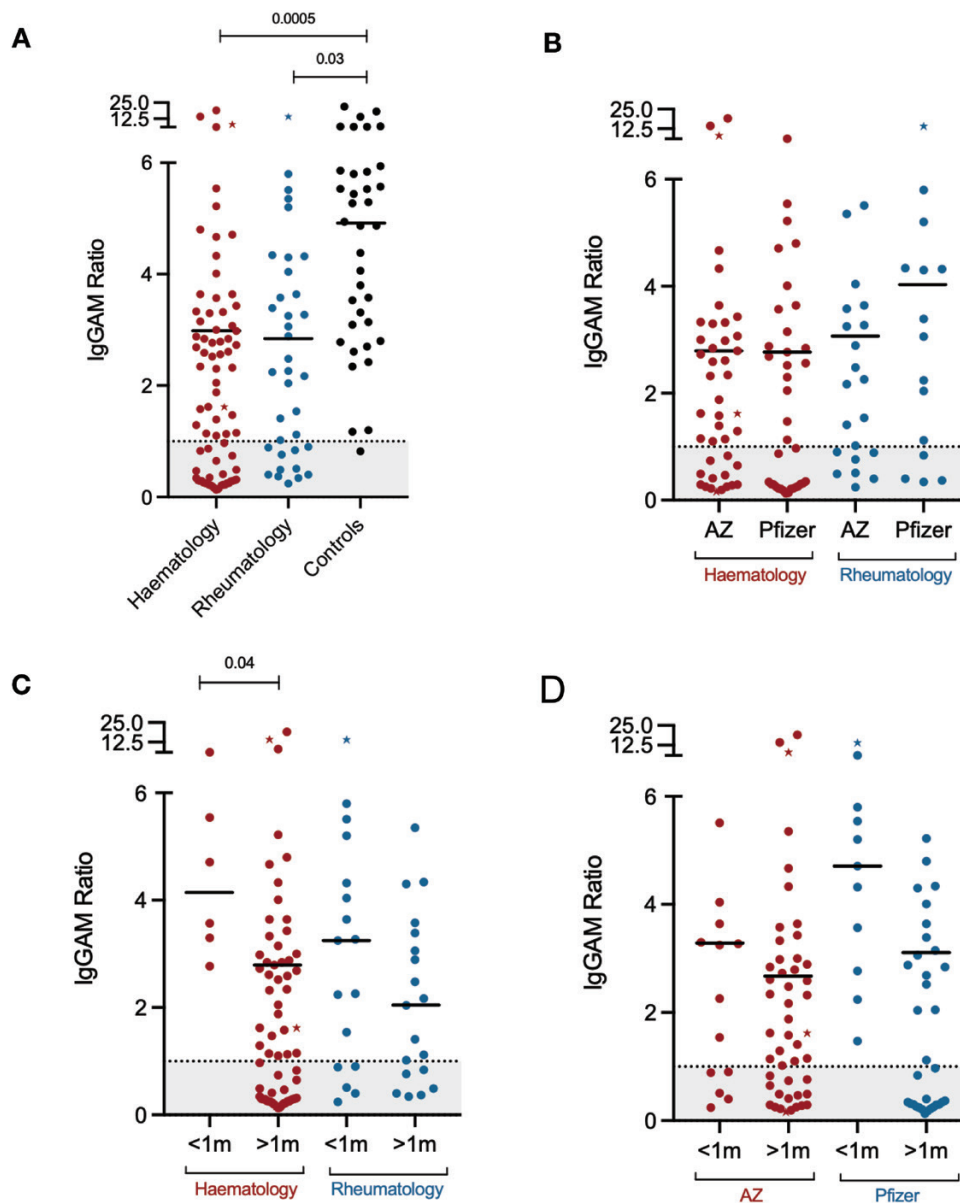 A
0.0005
0.03
25.0
12.5
6
4
2
0
IgGAM Ratio
Haematology
Rheumatology
Controls
B
25.0
12.5
6
4
2
0
IgGAM Ratio
AZ Pfizer AZ Pfizer
Haematology Rheumatology
C
0.04
25.0
12.5
6
4
2
0
IgGAM Ratio
<1m >1m <1m >1m
Haematology Rheumatology
D
25.0
12.5
6
4
2
0
IgGAM Ratio
<1m >1m <1m >1m
AZ Pfizer